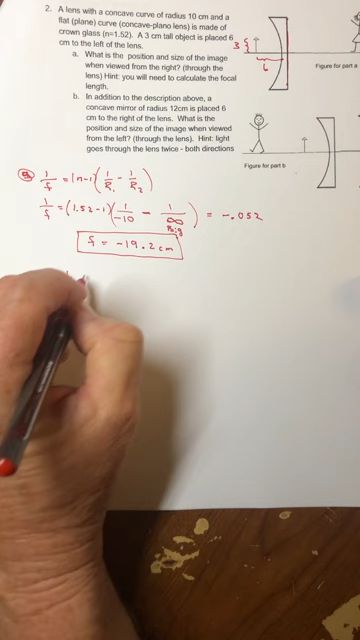 2. A lens with a concave curve of radius 10 cm and a
flat (plane) curve (concave-plano lens) is made of
crown glass (n=1.52). A 3 cm tall object is placed 6
cm to the left of the lens.
a. What is the position and size of the image
when viewed from the right? (through the
lens) Hint: you will need to calculate the focal
length.
b. In addition to the description above, a
concave mirror of radius 12cm is placed 6
cm to the right of the lens. What is the
position and size of the image when viewed
from the left? (through the lens). Hint: light
goes through the lens twice - both directions
3
6
Figure for part a
Figure for part b
1/f = (n-1)(1/R1 - 1/R2)
1/f = (1.52-1)(1/-10 - 1/∞) = -.052
Big
f = -19.2 cm